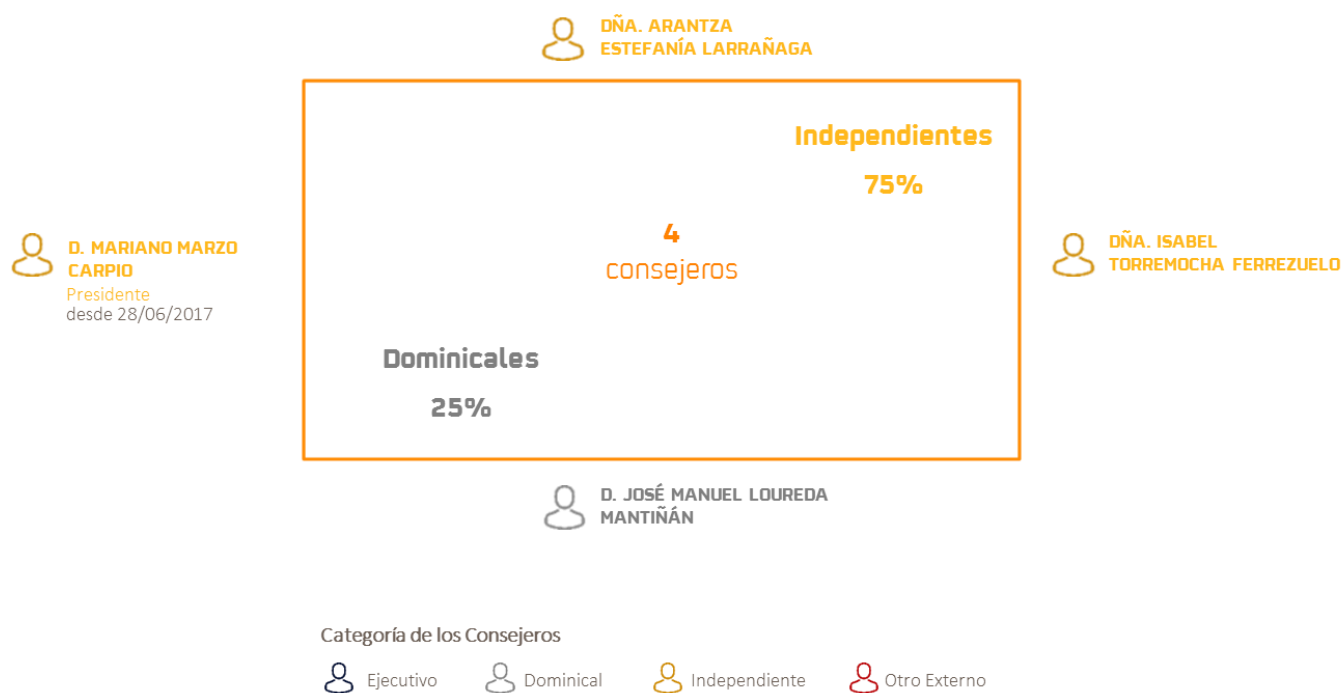 DÑA. ARANTZA
ESTEFANÍA LARRAÑAGA
Independientes
75%
D. MARIANO MARZO
CARPIO
Presidente
desde 28/06/2017
4
consejeros
DÑA. ISABEL
TORREMOCHA FERREZUELO
Dominicales
25%
D. JOSÉ MANUEL LOUREDA
MANTIÑÁN
Categoría de los Consejeros
Ejecutivo
Dominical
Independiente
Otro Externo